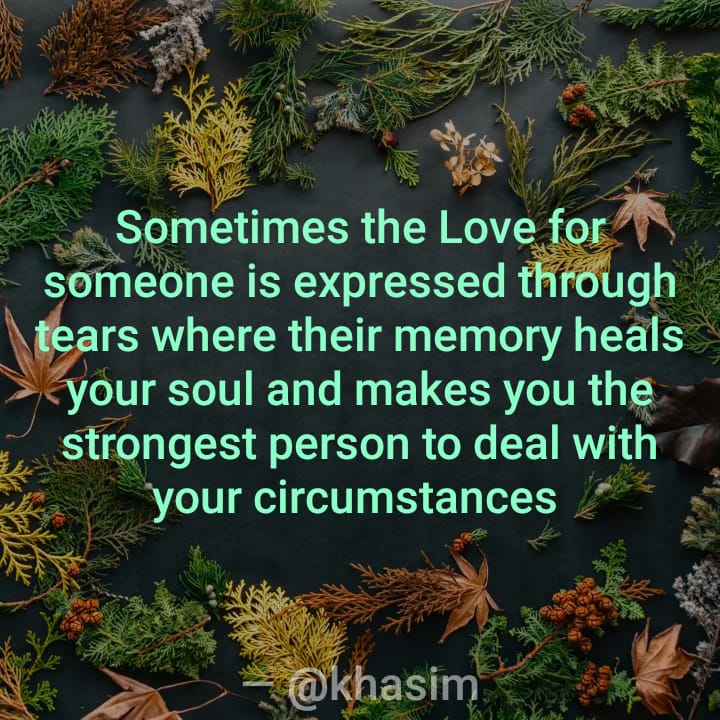 Sometimes the Love for
someone is expressed through
tears where their memory heals
your soul and makes you the
strongest person to deal with
your circumstances
— @khasim